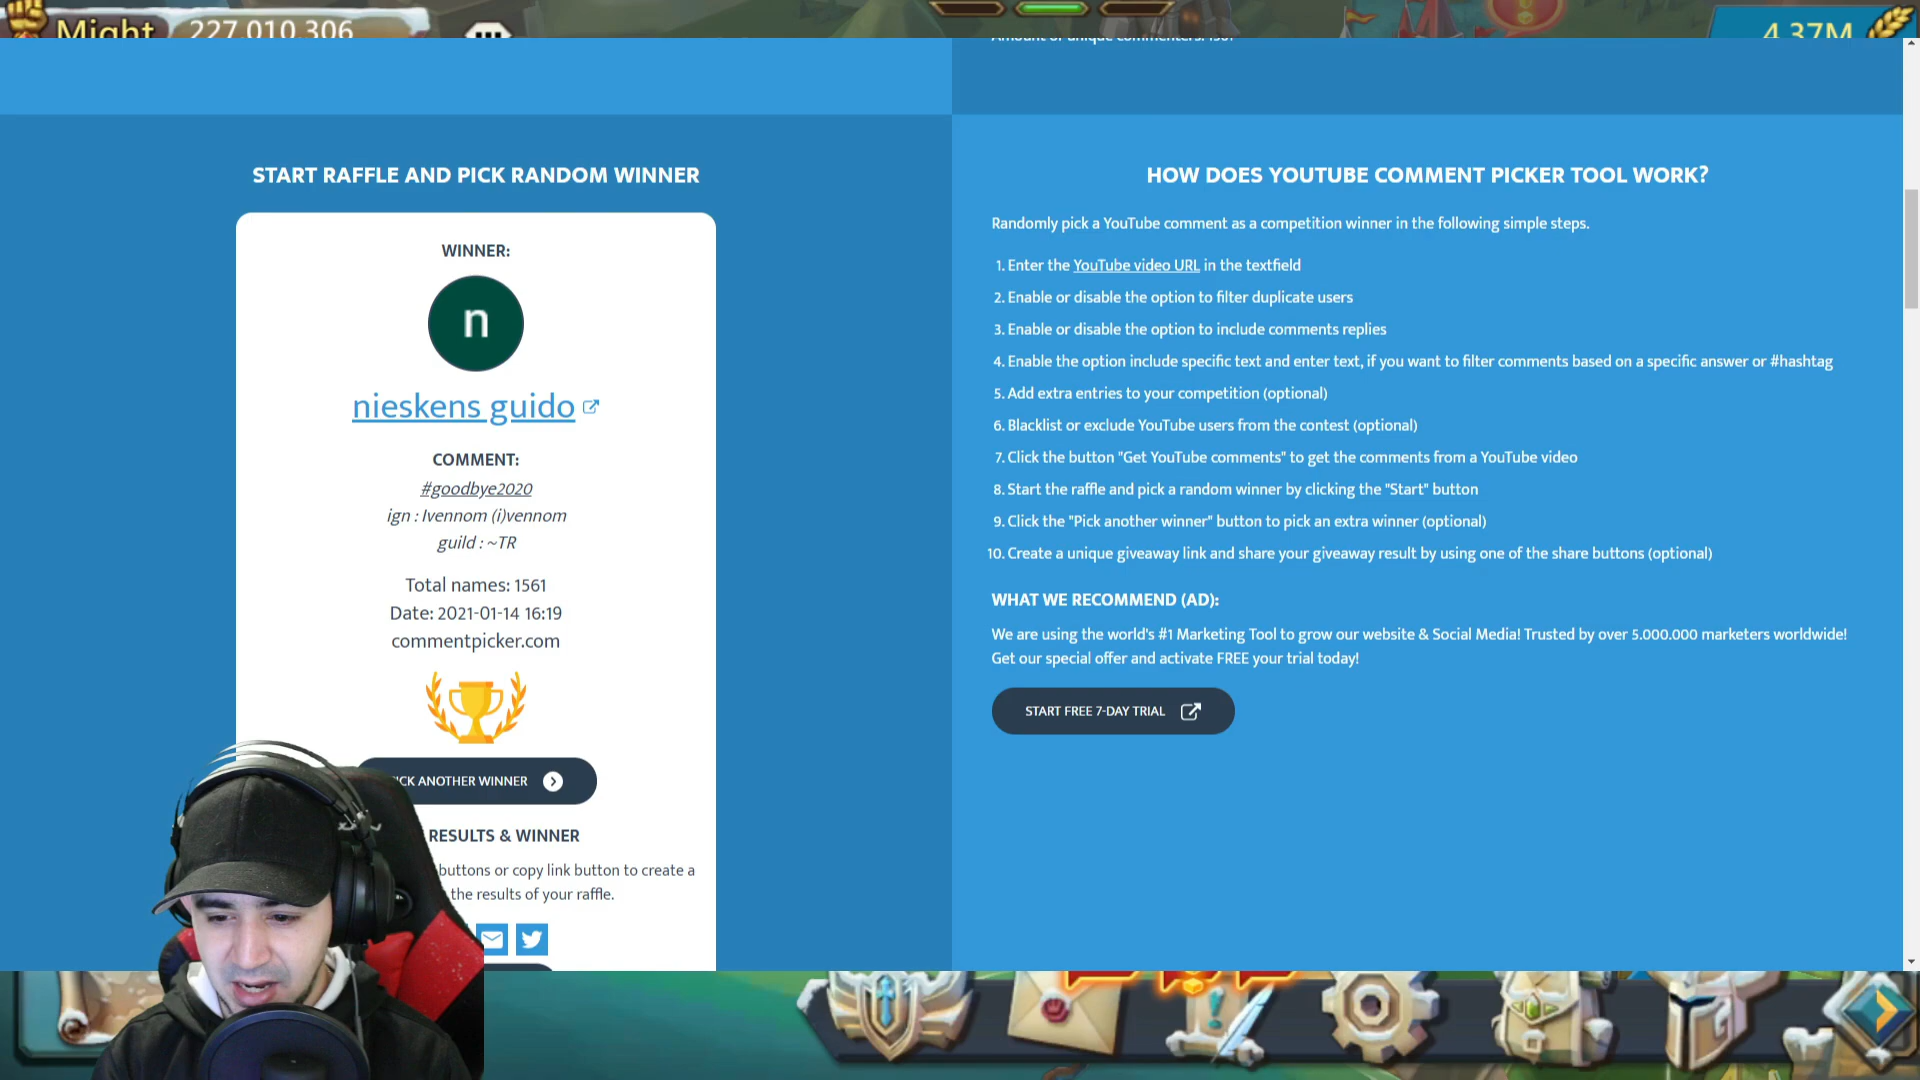 Might 227,010,306
4.37M
Amount of unique commenters: 1561
START RAFFLE AND PICK RANDOM WINNER
WINNER:
n
nieskens guido
COMMENT:
#goodbye2020
ign : Ivennom (i)vennom
guild : ~TR
Total names: 1561
Date: 2021-01-14 16:19
commentpicker.com
ICK ANOTHER WINNER
RESULTS & WINNER
buttons or copy link button to create a
the results of your raffle.
HOW DOES YOUTUBE COMMENT PICKER TOOL WORK?
Randomly pick a YouTube comment as a competition winner in the following simple steps.
1. Enter the YouTube video URL in the textfield
2. Enable or disable the option to filter duplicate users
3. Enable or disable the option to include comments replies
4. Enable the option include specific text and enter text, if you want to filter comments based on a specific answer or #hashtag
5. Add extra entries to your competition (optional)
6. Blacklist or exclude YouTube users from the contest (optional)
7. Click the button "Get YouTube comments" to get the comments from a YouTube video
8. Start the raffle and pick a random winner by clicking the "Start" button
9. Click the "Pick another winner" button to pick an extra winner (optional)
10. Create a unique giveaway link and share your giveaway result by using one of the share buttons (optional)
WHAT WE RECOMMEND (AD):
We are using the world's #1 Marketing Tool to grow our website & Social Media! Trusted by over 5.000.000 marketers worldwide!
Get our special offer and activate FREE your trial today!
START FREE 7-DAY TRIAL